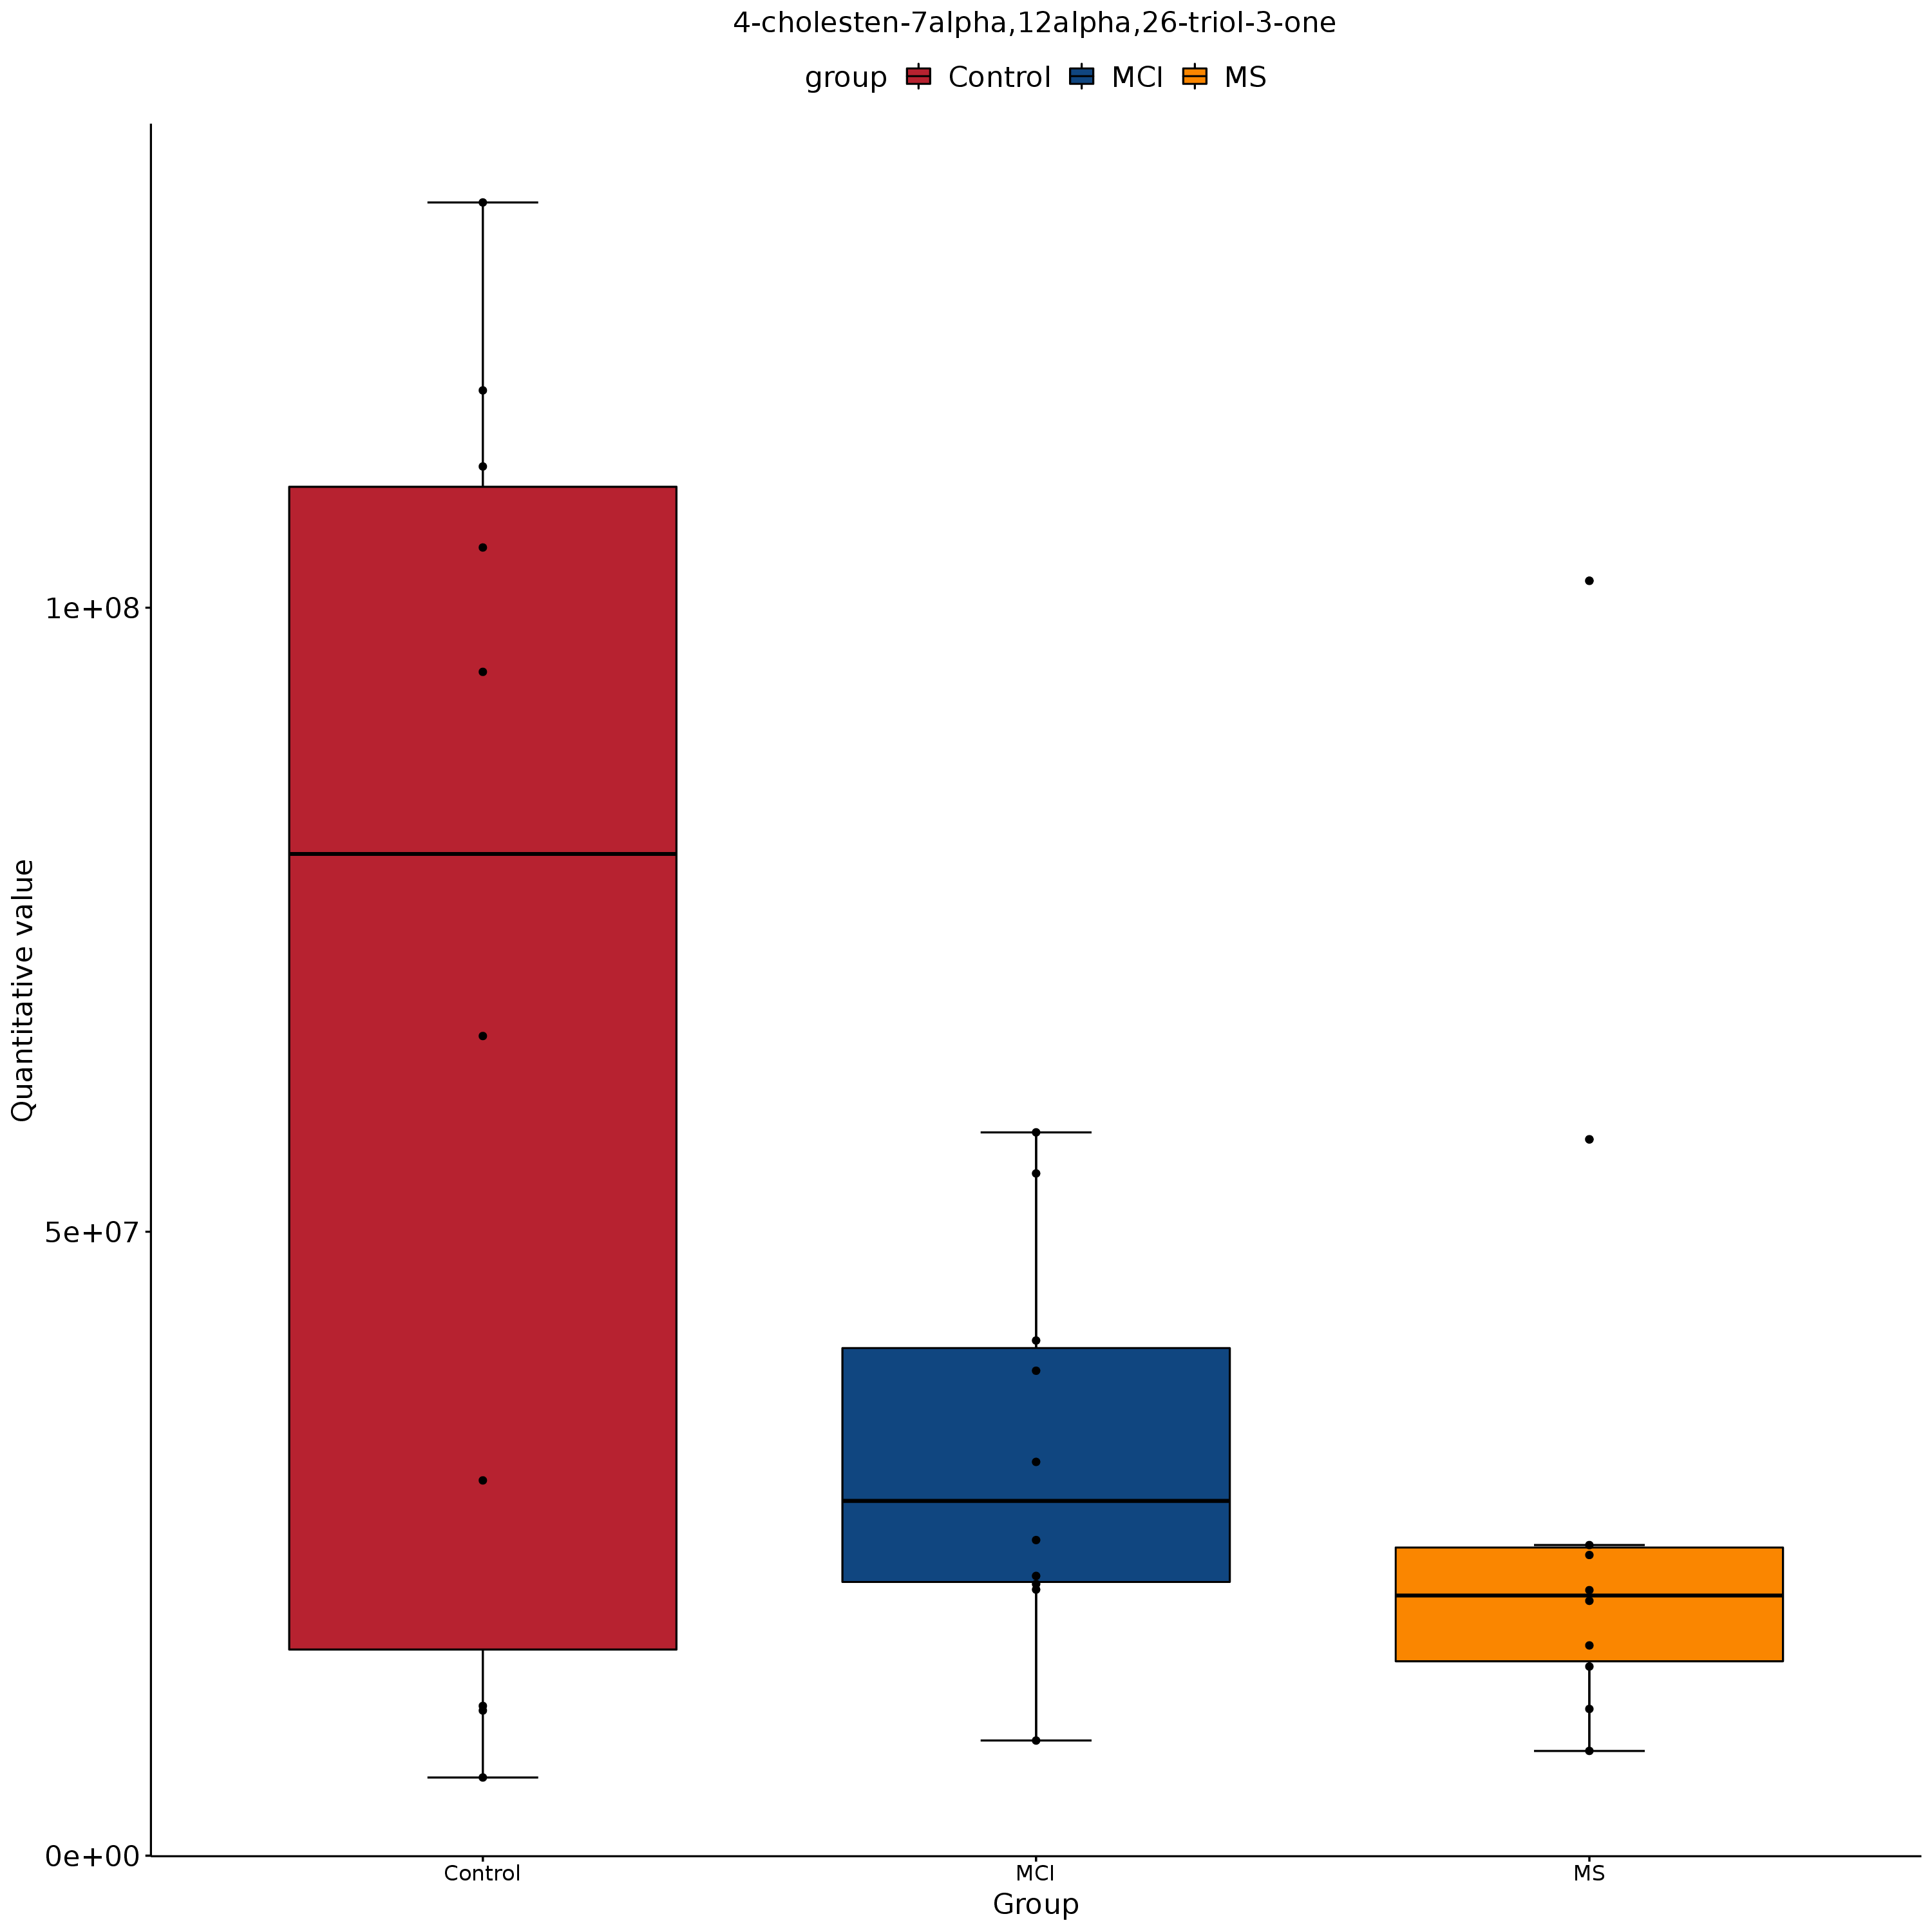 4-cholesten-7alpha,12alpha,26-triol-3-one
group Control MCI MS
Quantitative value
1e+08
5e+07
0e+00
Control MCI MS
Group